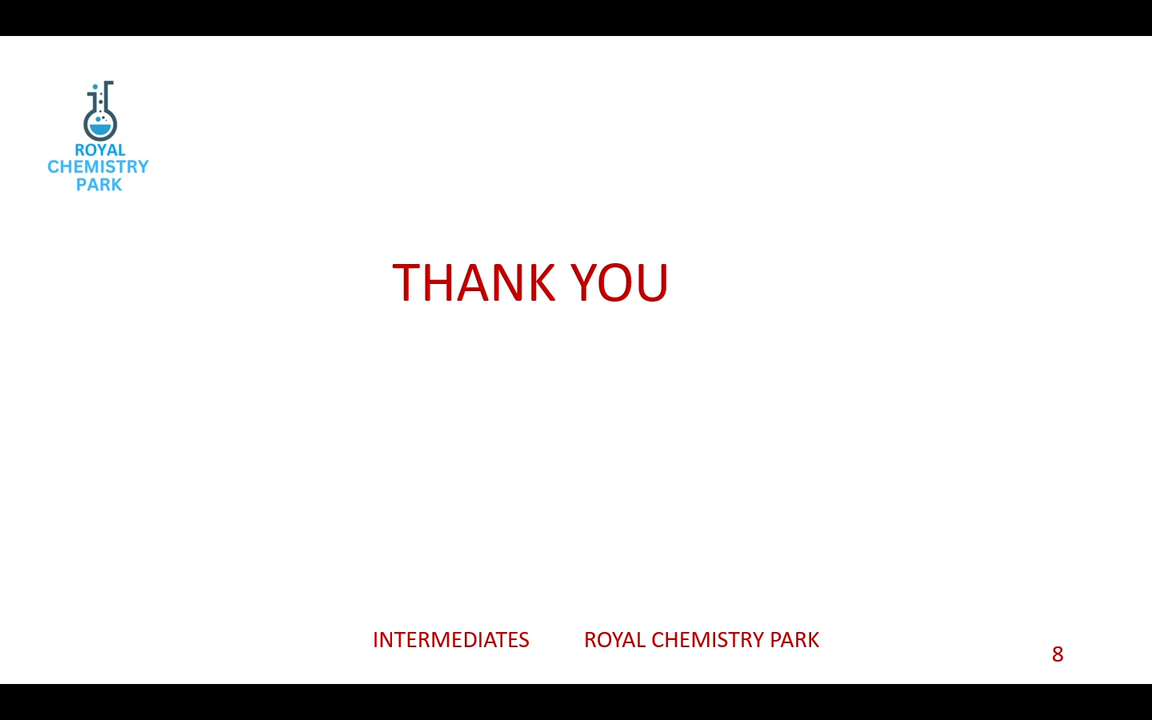 ROYAL
CHEMISTRY
PARK
THANK YOU
INTERMEDIATES ROYAL CHEMISTRY PARK
8